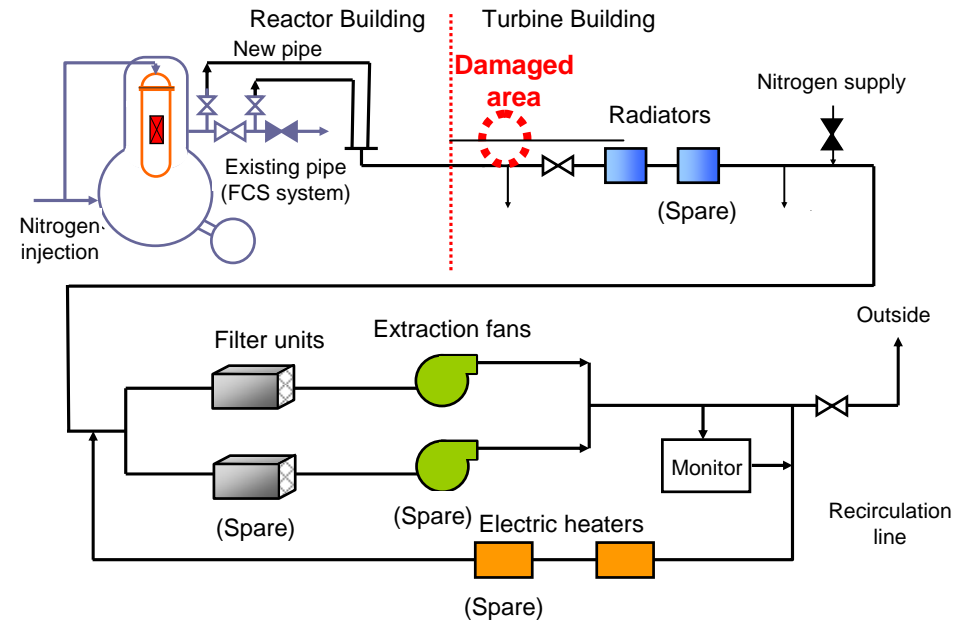 Reactor Building
Turbine Building
New pipe
Damaged
area
Nitrogen supply
Radiators
Existing pipe
(FCS system)
(Spare)
Nitrogen
injection
Outside
Filter units
Extraction fans
Monitor
(Spare)
(Spare)
Electric heaters
Recirculation
line
(Spare)